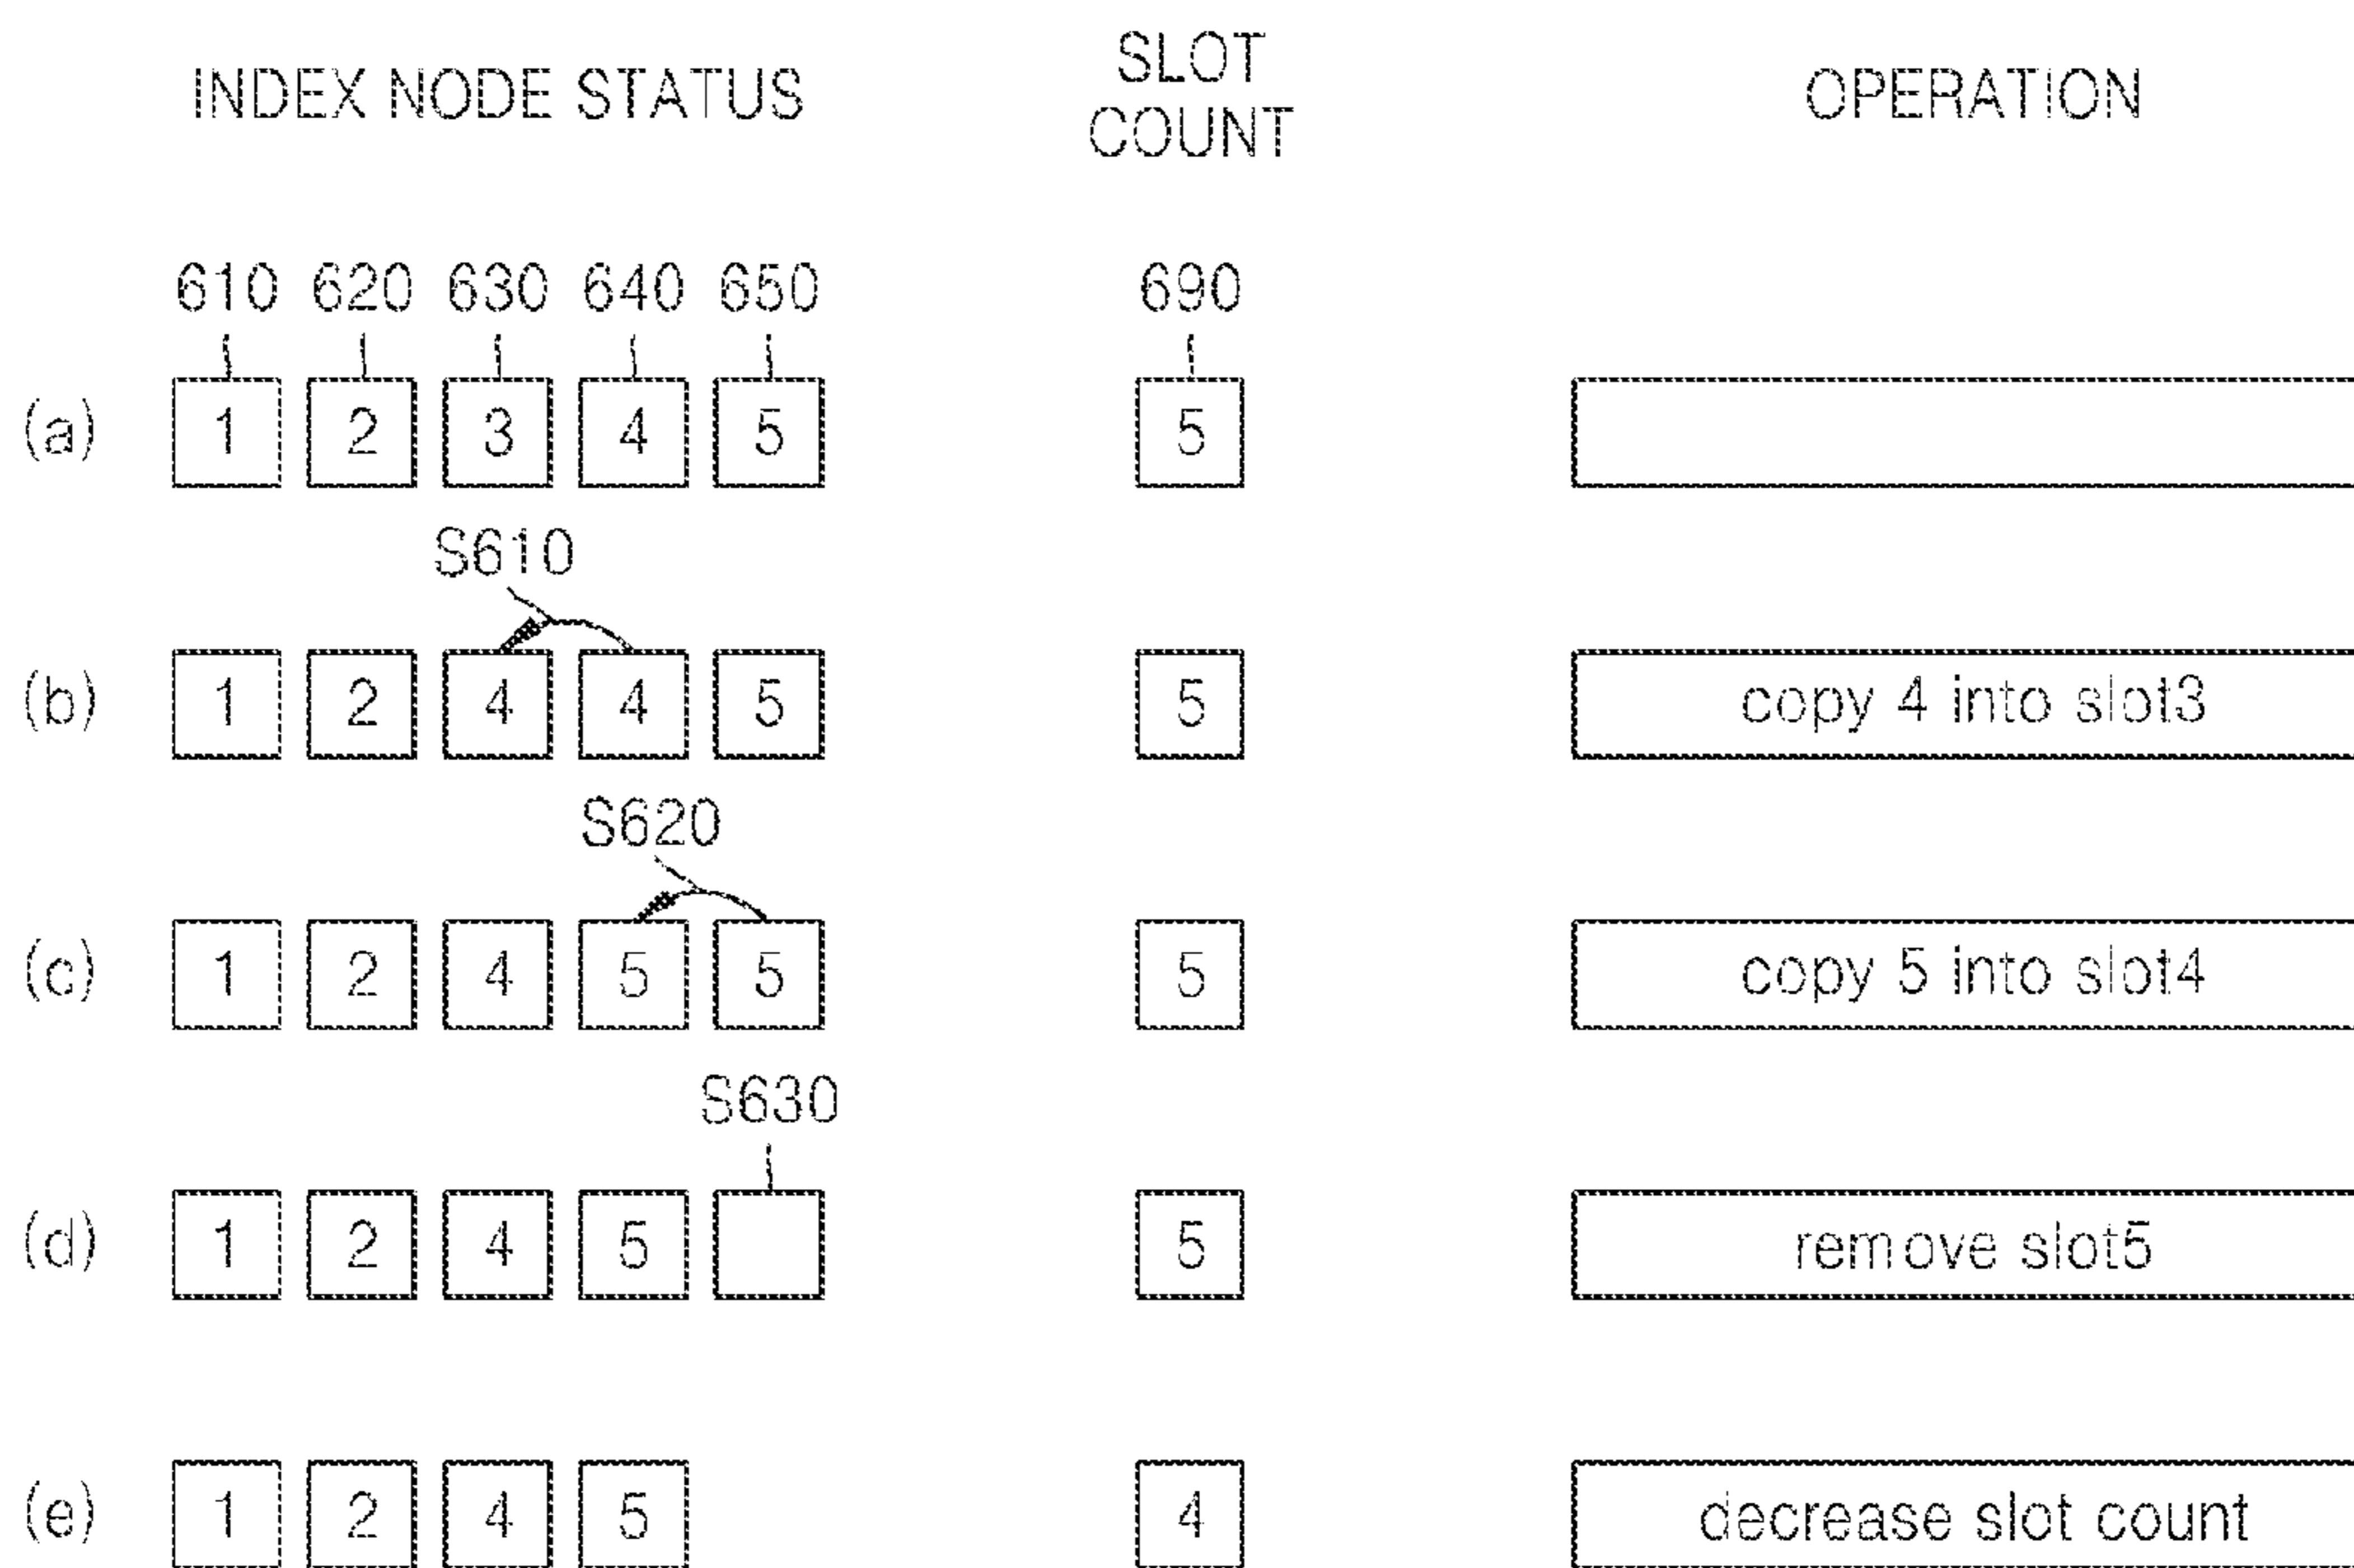 INDEX NODE STATUS SLOT COUNT OPERATION
610 620 630 640 650 690
(a) 1 2 3 4 5 5
S610
(b) 1 2 4 4 5 5 copy 4 into slot3
S620
(c) 1 2 4 5 5 5 copy 5 into slot4
S630
(d) 1 2 4 5 5 remove slot5
(e) 1 2 4 5 4 decrease slot count